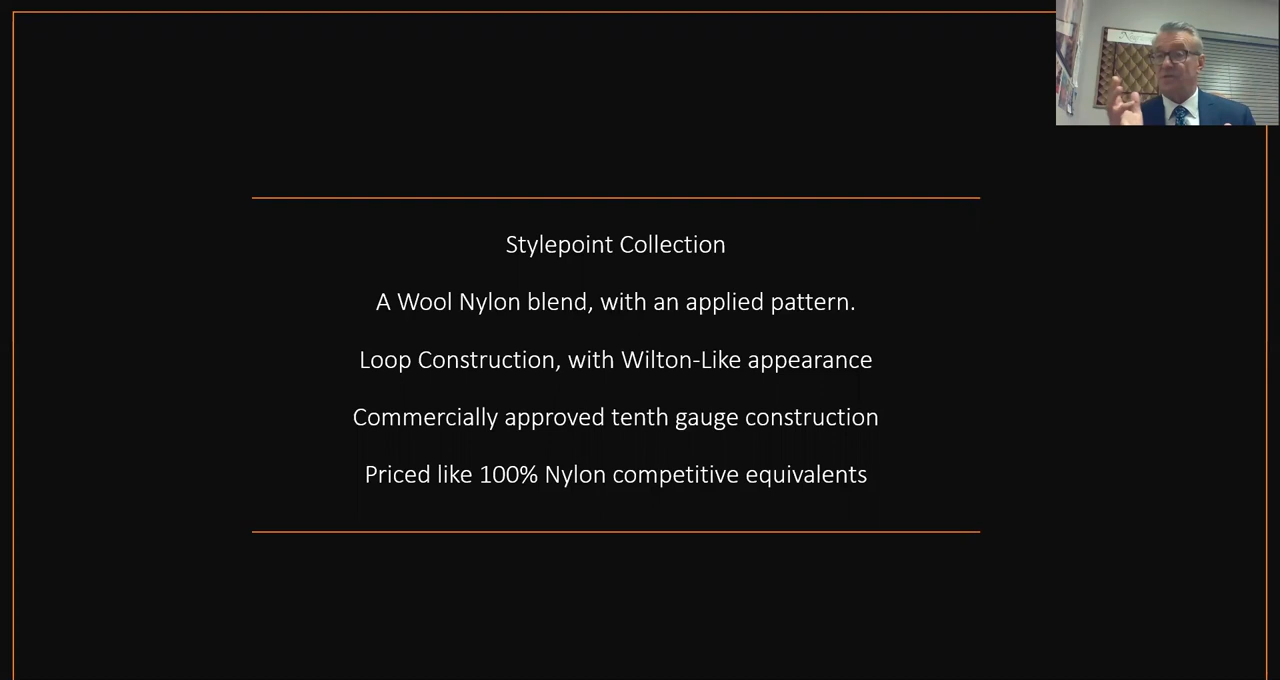 Stylepoint Collection
A Wool Nylon blend, with an applied pattern.
Loop Construction, with Wilton-Like appearance
Commercially approved tenth gauge construction
Priced like 100% Nylon competitive equivalents